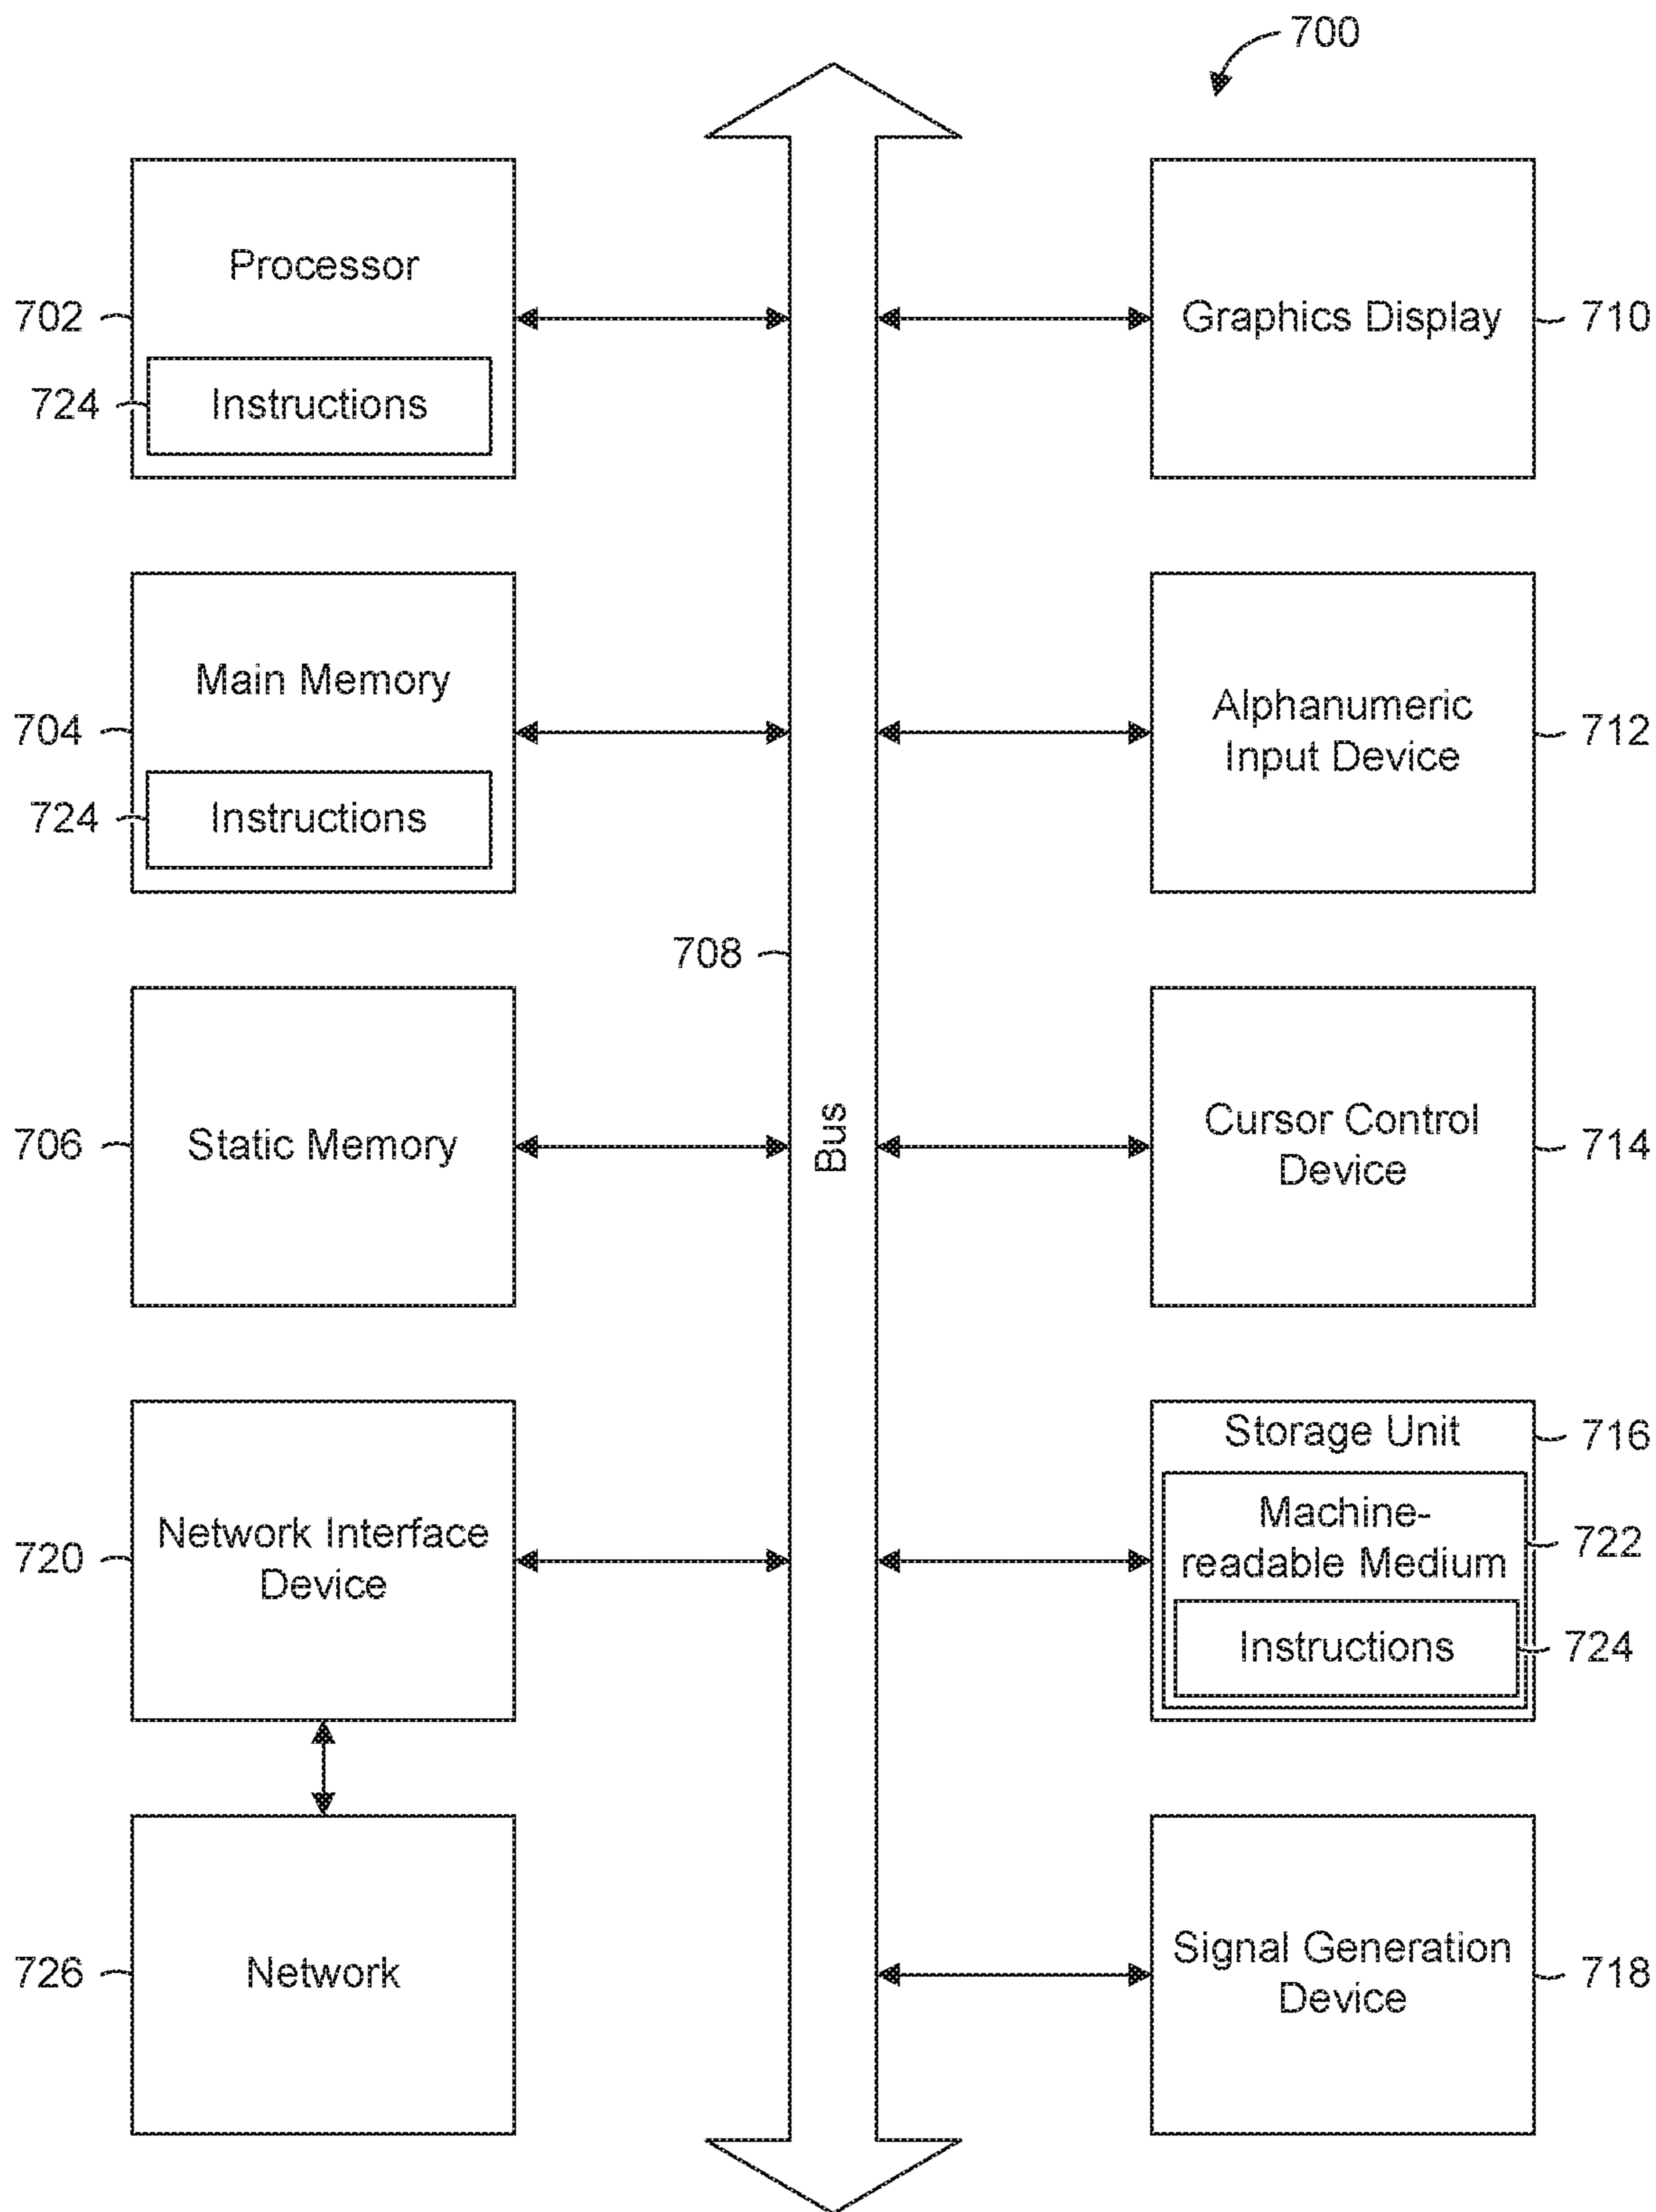 700
Processor
702
724
Instructions
Graphics Display
710
Main Memory
704
724
Instructions
Alphanumeric
Input Device
712
708
Bus
706
Static Memory
Cursor Control
Device
714
720
Network Interface
Device
Storage Unit
716
Machine-
readable Medium
722
Instructions
724
726
Network
Signal Generation
Device
718